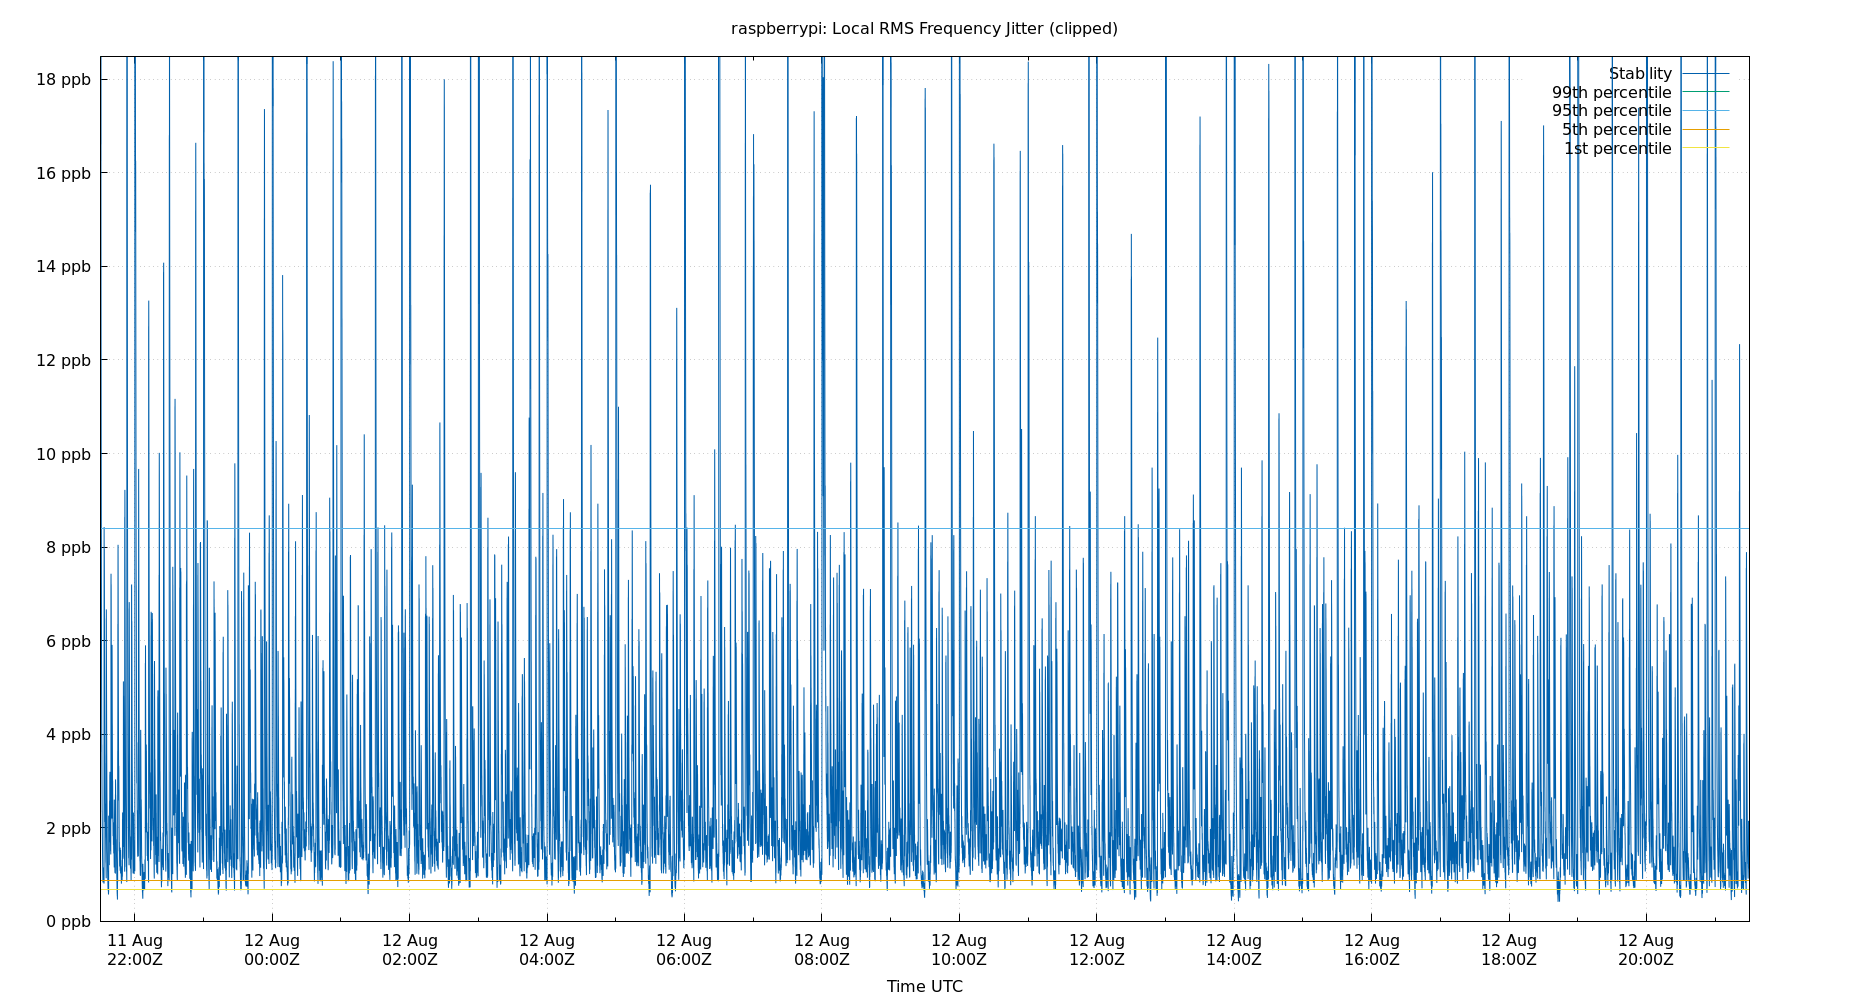 raspberrypi: Local RMS Frequency Jitter (clipped)
18 ppb
16 ppb
14 ppb
12 ppb
10 ppb
8 ppb
6 ppb
4 ppb
2 ppb
0 ppb
Stability
99th percentile
95th percentile
5th percentile
1st percentile
11 Aug 12 Aug 12 Aug 12 Aug 12 Aug 12 Aug 12 Aug 12 Aug 12 Aug 12 Aug 12 Aug 12 Aug
22:00Z 00:00Z 02:00Z 04:00Z 06:00Z 08:00Z 10:00Z 12:00Z 14:00Z 16:00Z 18:00Z 20:00Z
Time UTC